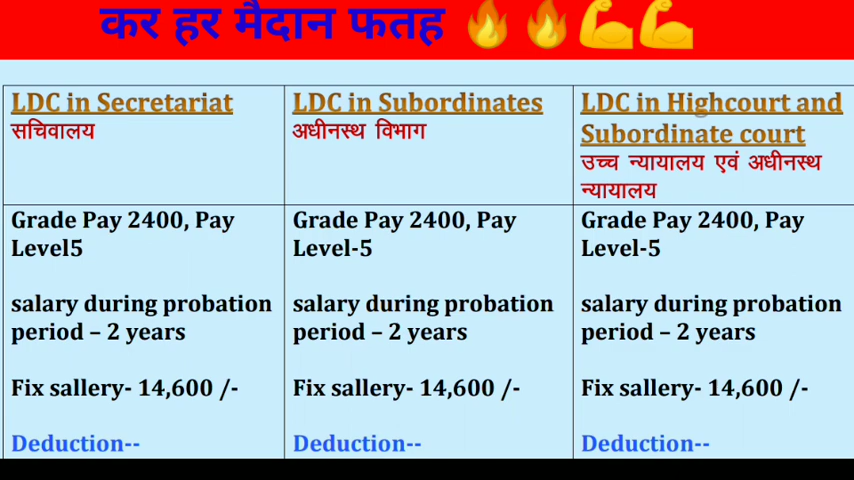 कर हर मैदान फतह 🔥🔥💪💪
LDC in Secretariat
सचिवालय
LDC in Subordinates
अधीनस्थ विभाग
LDC in Highcourt and
Subordinate court
उच्च न्यायालय एवं अधीनस्थ
न्यायालय
Grade Pay 2400, Pay
Level5
salary during probation
period – 2 years
Fix sallery- 14,600 /-
Deduction--
Grade Pay 2400, Pay
Level-5
salary during probation
period – 2 years
Fix sallery- 14,600 /-
Deduction--
Grade Pay 2400, Pay
Level-5
salary during probation
period – 2 years
Fix sallery- 14,600 /-
Deduction--